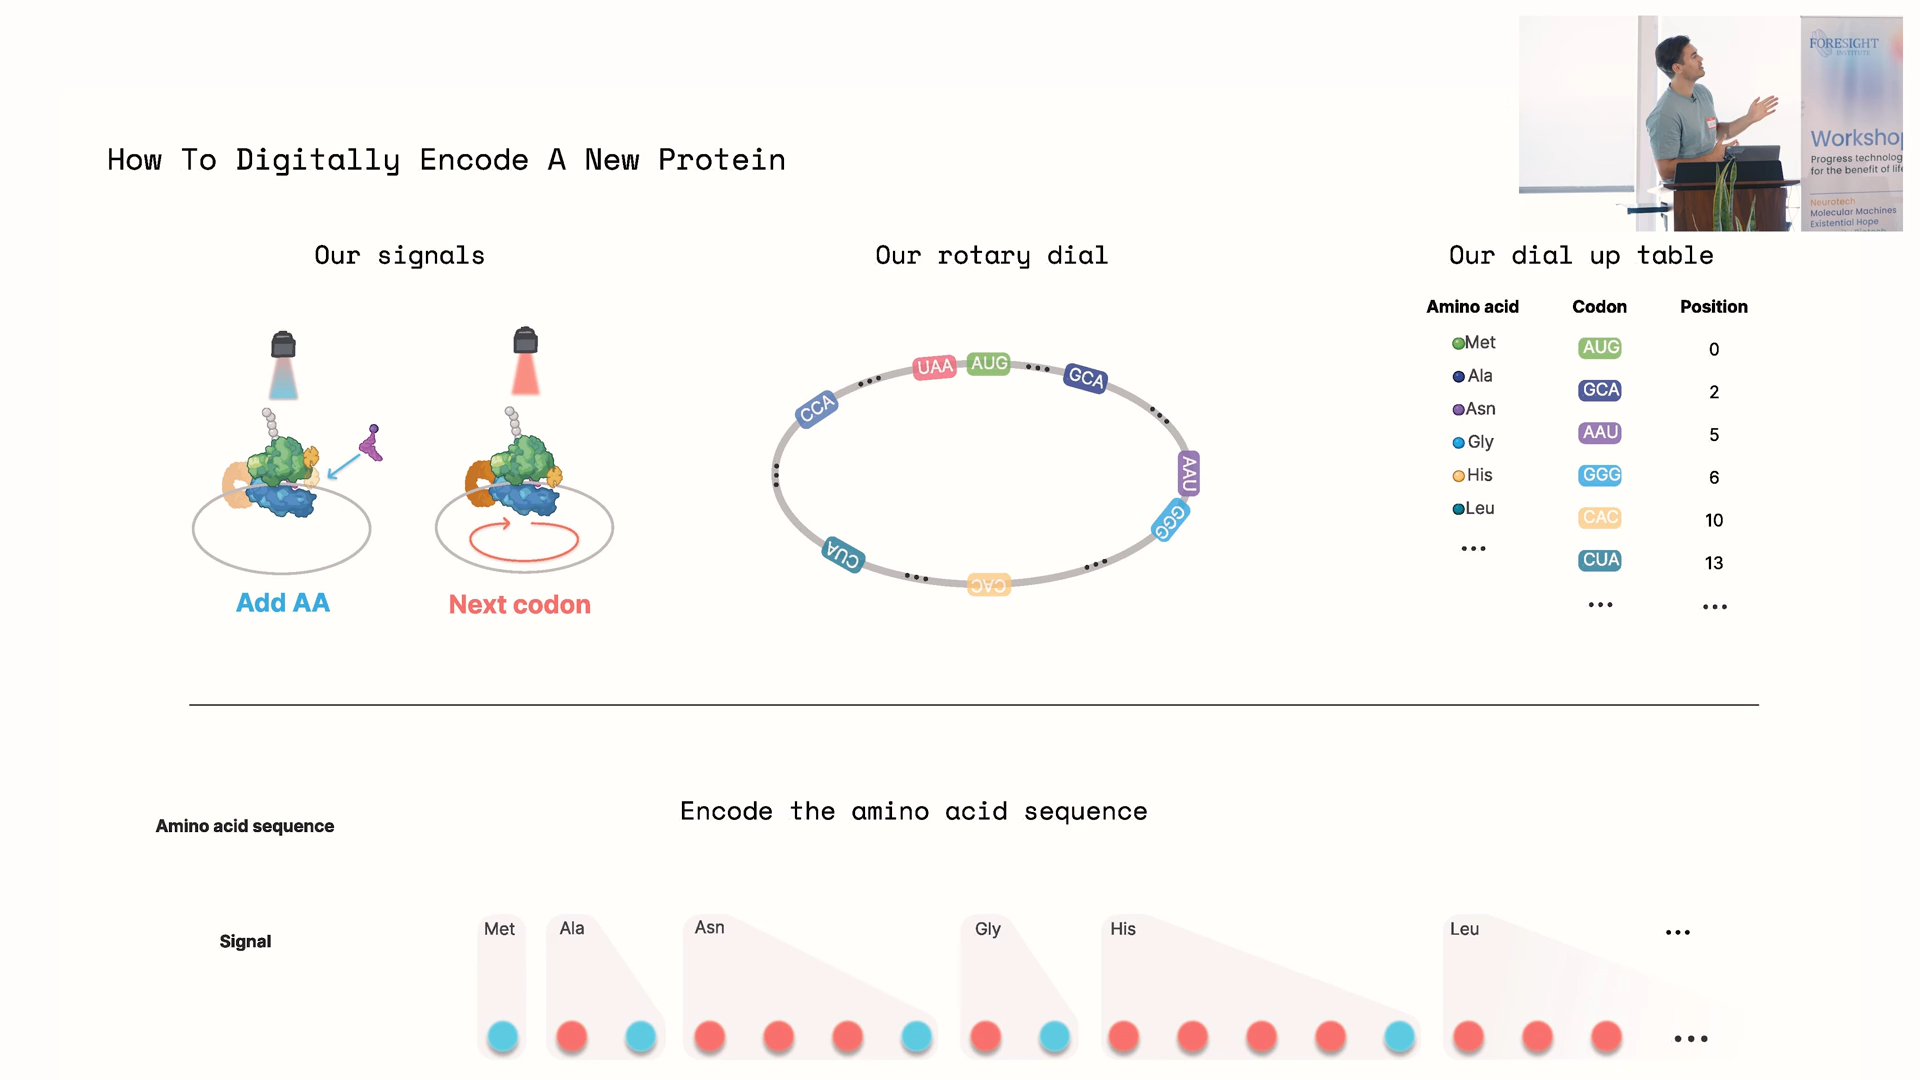 FORESIGHT
INSTITUTE
Workshop
Progress technolog
for the benefit of life
Neurotech
Molecular Machines
Existential Hope
How To Digitally Encode A New Protein
Our signals
Our rotary dial
Our dial up table
Amino acid Codon Position
Met AUG 0
Ala GCA 2
Asn AAU 5
Gly GGG 6
His CAC 10
Leu CUA 13
... ... ...
UAA AUG ... GCA
... CCA ...
AAU
GGG
...
CAC
...
CUA
...
Add AA
Next codon
Encode the amino acid sequence
Amino acid sequence
Signal
Met Ala Asn Gly His Leu ...
...